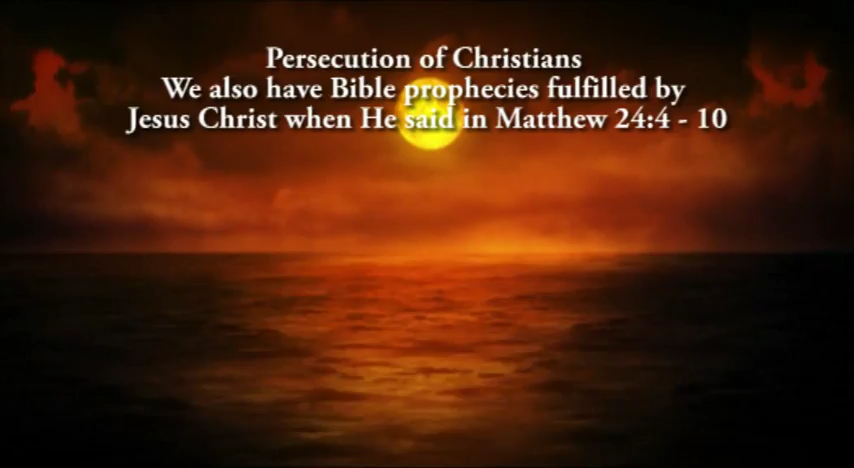 Persecution of Christians
We also have Bible prophecies fulfilled by
Jesus Christ when He said in Matthew 24:4 - 10